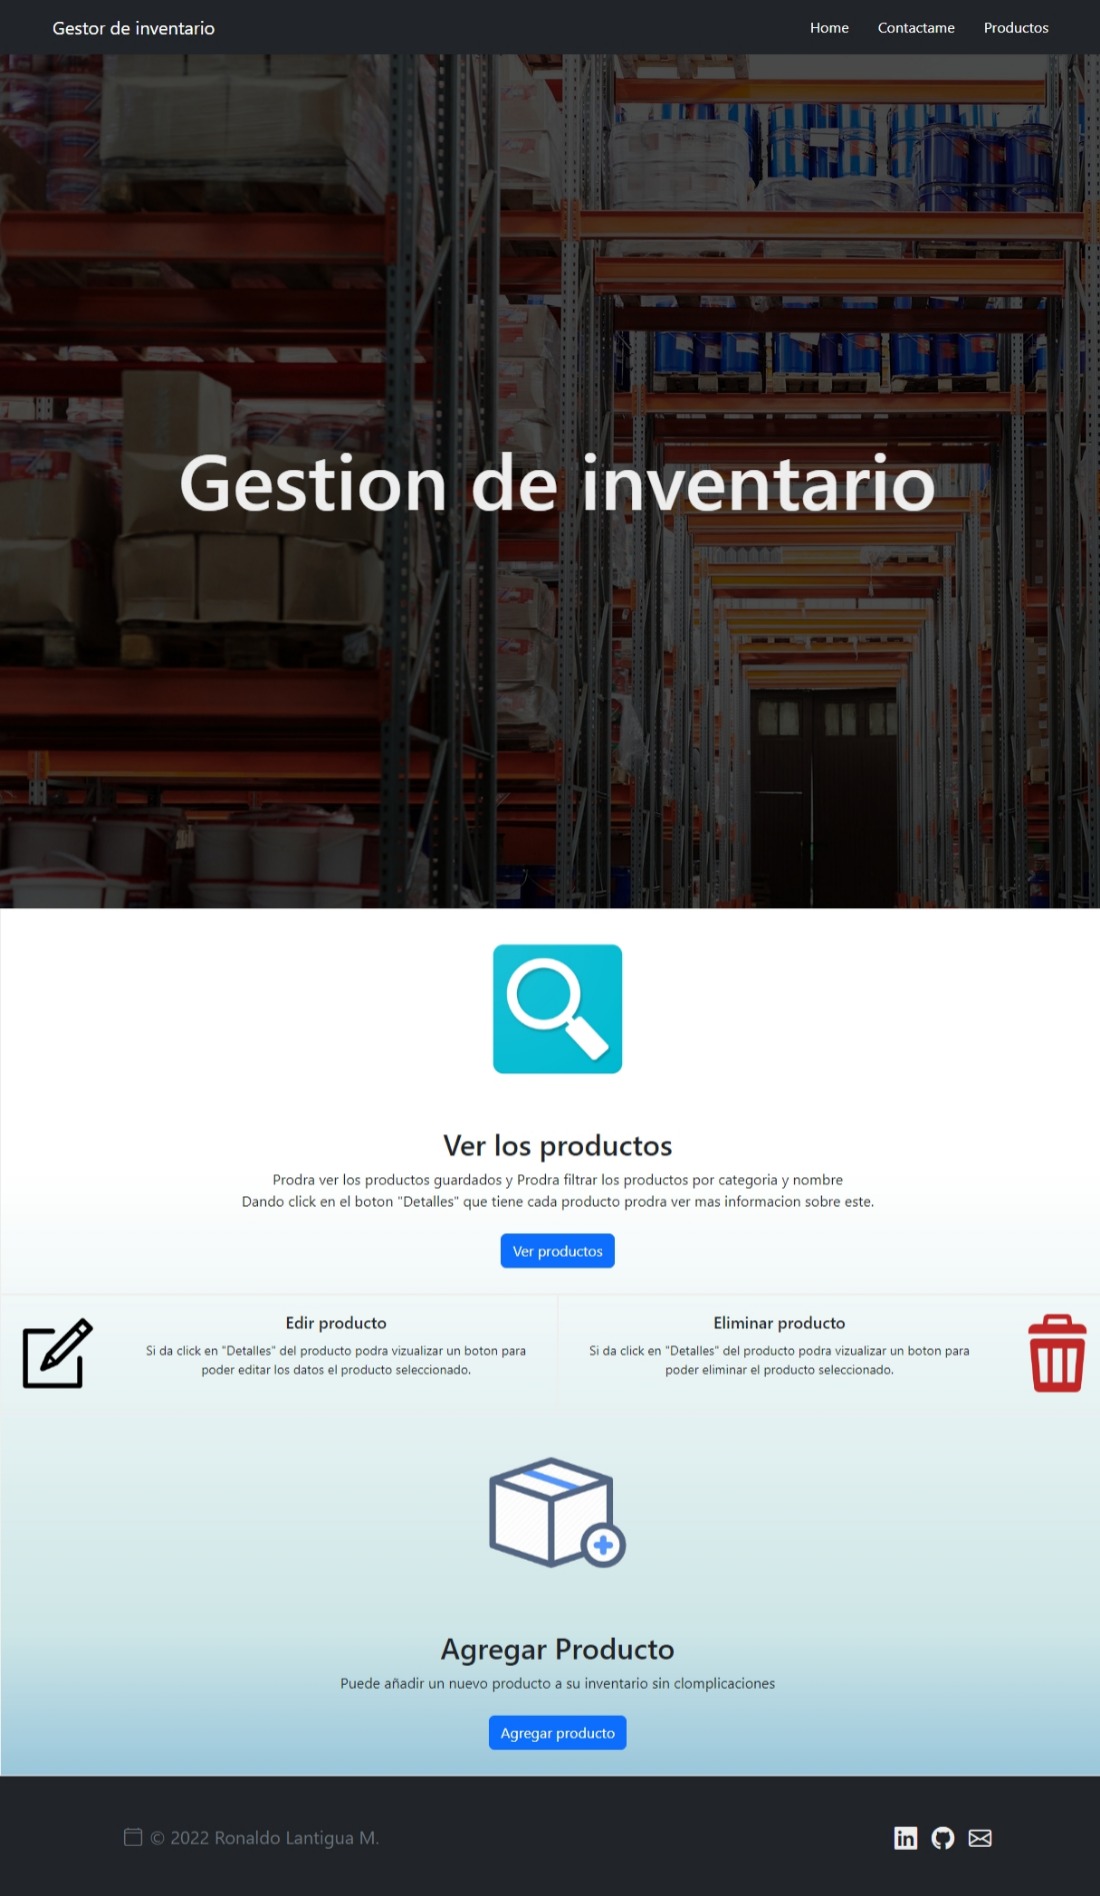 Gestor de inventario
Home
Contactame
Productos
Gestion de inventario
Ver los productos
Prodra ver los productos guardados y Prodra filtrar los productos por categoria y nombre
Dando click en el boton "Detalles" que tiene cada producto prodra ver mas informacion sobre este.
Ver productos
Edir producto
Si da click en "Detalles" del producto podra vizualizar un boton para
poder editar los datos el producto seleccionado.
Eliminar producto
Si da click en "Detalles" del producto podra vizualizar un boton para
poder eliminar el producto seleccionado.
Agregar Producto
Puede añadir un nuevo producto a su inventario sin clomplicaciones
Agregar producto
© 2022 Ronaldo Lantigua M.
in